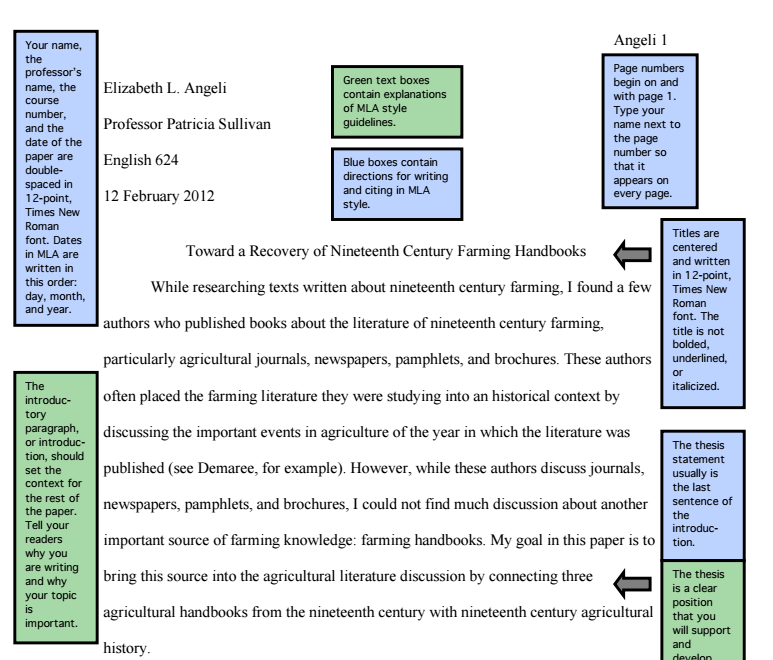 Angeli 1
Your name,
the
professor's
name, the
course
number,
and the
date of the
paper are
double-
spaced in
12-point,
Times New
Roman
font. Dates
in MLA are
written in
this order:
day, month,
and year.
Elizabeth L. Angeli
Professor Patricia Sullivan
English 624
12 February 2012
Green text boxes
contain explanations
of MLA style
guidelines.
Blue boxes contain
directions for writing
and citing in MLA
style.
Page numbers
begin on and
with page 1.
Type your
name next to
the page
number so
that it
appears on
every page.
Toward a Recovery of Nineteenth Century Farming Handbooks
Titles are
centered
and written
in 12-point,
Times New
Roman
font. The
title is not
bolded,
underlined,
or
italicized.
While researching texts written about nineteenth century farming, I found a few
authors who published books about the literature of nineteenth century farming,
particularly agricultural journals, newspapers, pamphlets, and brochures. These authors
often placed the farming literature they were studying into an historical context by
discussing the important events in agriculture of the year in which the literature was
published (see Demaree, for example). However, while these authors discuss journals,
newspapers, pamphlets, and brochures, I could not find much discussion about another
important source of farming knowledge: farming handbooks. My goal in this paper is to
bring this source into the agricultural literature discussion by connecting three
agricultural handbooks from the nineteenth century with nineteenth century agricultural
history.
The
introduc-
tory
paragraph,
or introduc-
tion, should
set the
context for
the rest of
the paper.
Tell your
readers
why you
are writing
and why
your topic
is
important.
The thesis
statement
usually is
the last
sentence of
the
introduc-
tion.
The thesis
is a clear
position
that you
will support
and
develop